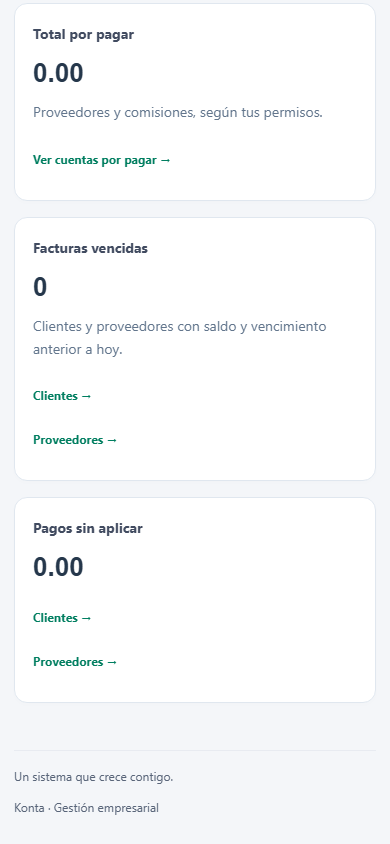 Total por pagar
0.00
Proveedores y comisiones, según tus permisos.
Ver cuentas por pagar →
Facturas vencidas
0
Clientes y proveedores con saldo y vencimiento
anterior a hoy.
Clientes →
Proveedores →
Pagos sin aplicar
0.00
Clientes →
Proveedores →
Un sistema que crece contigo.
Konta · Gestión empresarial